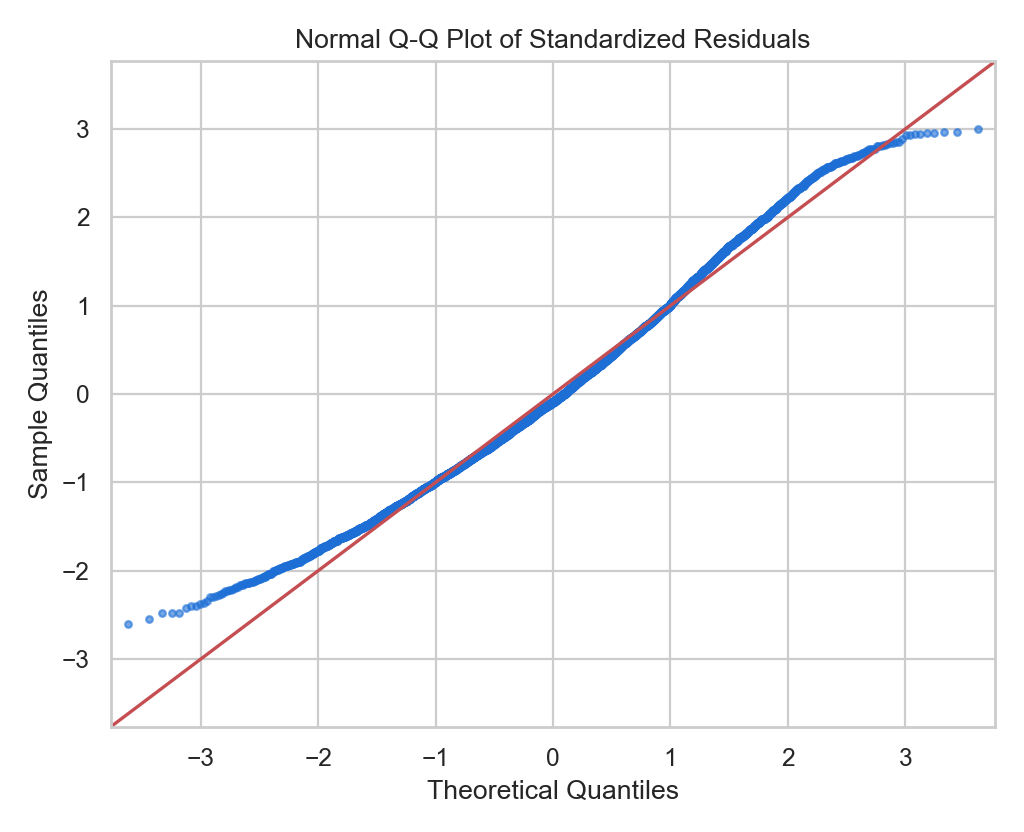 Normal Q-Q Plot of Standardized Residuals
3
2
1
0
−1
−2
−3
Sample Quantiles
−3 −2 −1 0 1 2 3
Theoretical Quantiles